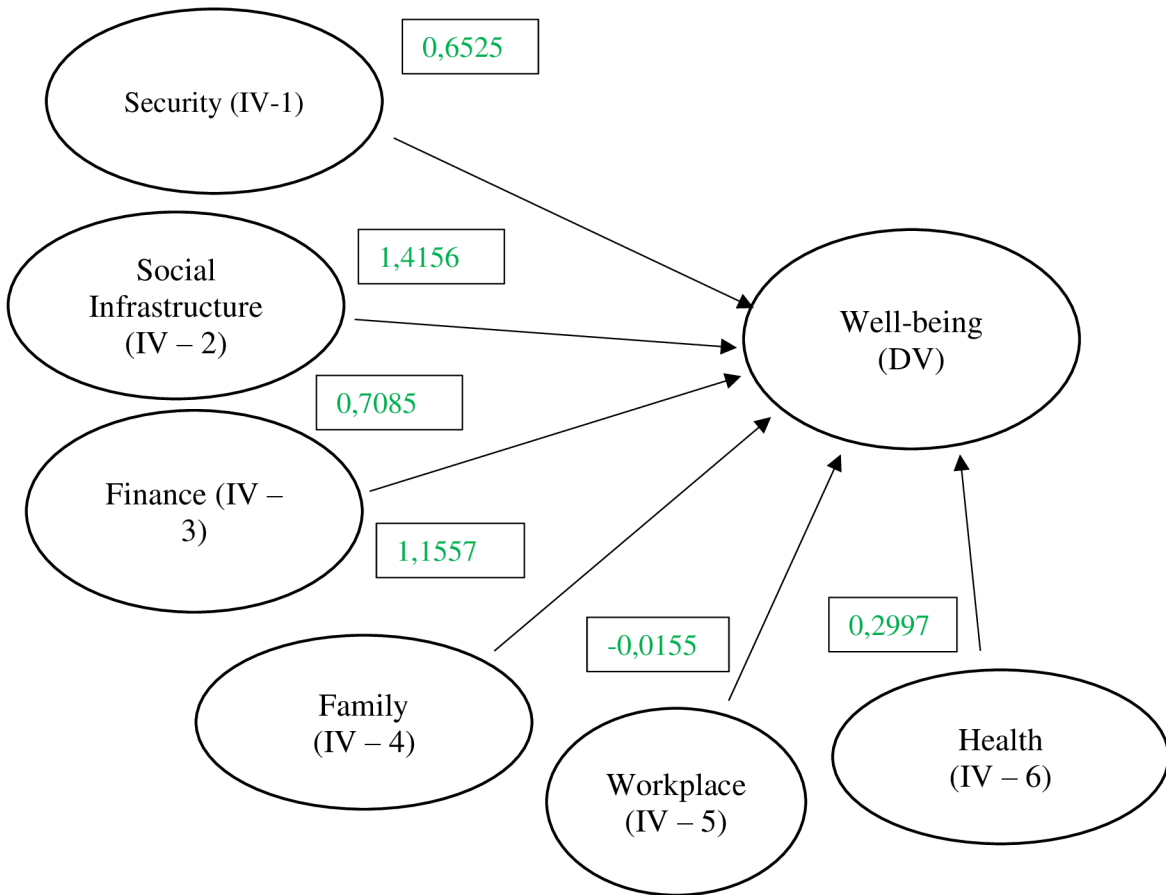 0,6525
Security (IV-1)
1,4156
Social
Infrastructure
(IV – 2)
Well-being
(DV)
0,7085
Finance (IV –
3)
1,1557
-0,0155
0,2997
Family
(IV – 4)
Workplace
(IV – 5)
Health
(IV – 6)